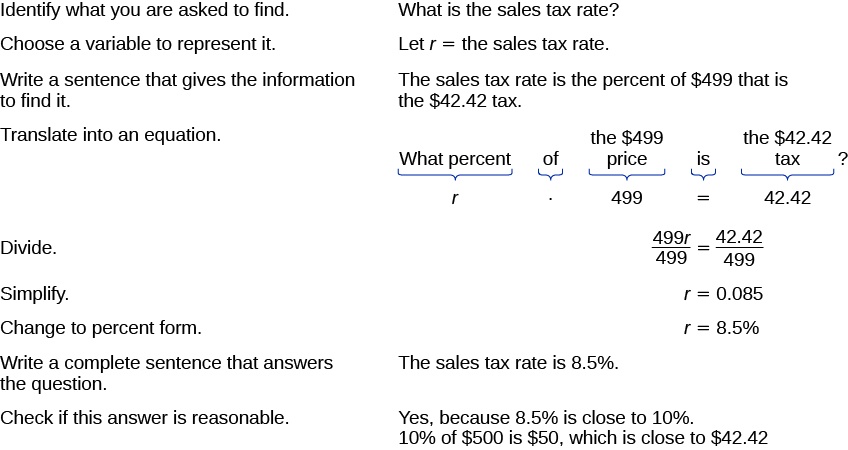 Identify what you are asked to find. What is the sales tax rate?
Choose a variable to represent it. Let r = the sales tax rate.
Write a sentence that gives the information The sales tax rate is the percent of $499 that is
to find it. the $42.42 tax.
Translate into an equation.
the $499 the $42.42
What percent of price is tax ?
r · 499 = 42.42
Divide. 499r/499 = 42.42/499
Simplify. r = 0.085
Change to percent form. r = 8.5%
Write a complete sentence that answers The sales tax rate is 8.5%.
the question.
Check if this answer is reasonable. Yes, because 8.5% is close to 10%.
10% of $500 is $50, which is close to $42.42